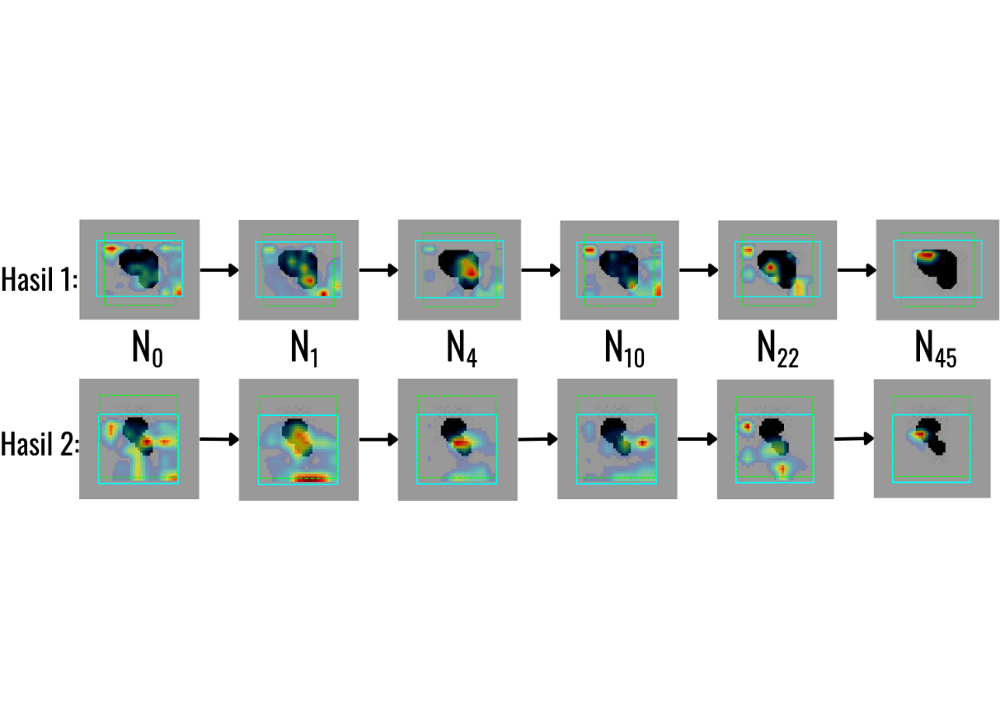 Hasil 1:
N₀ N₁ N₄ N₁₀ N₂₂ N₄₅
Hasil 2: